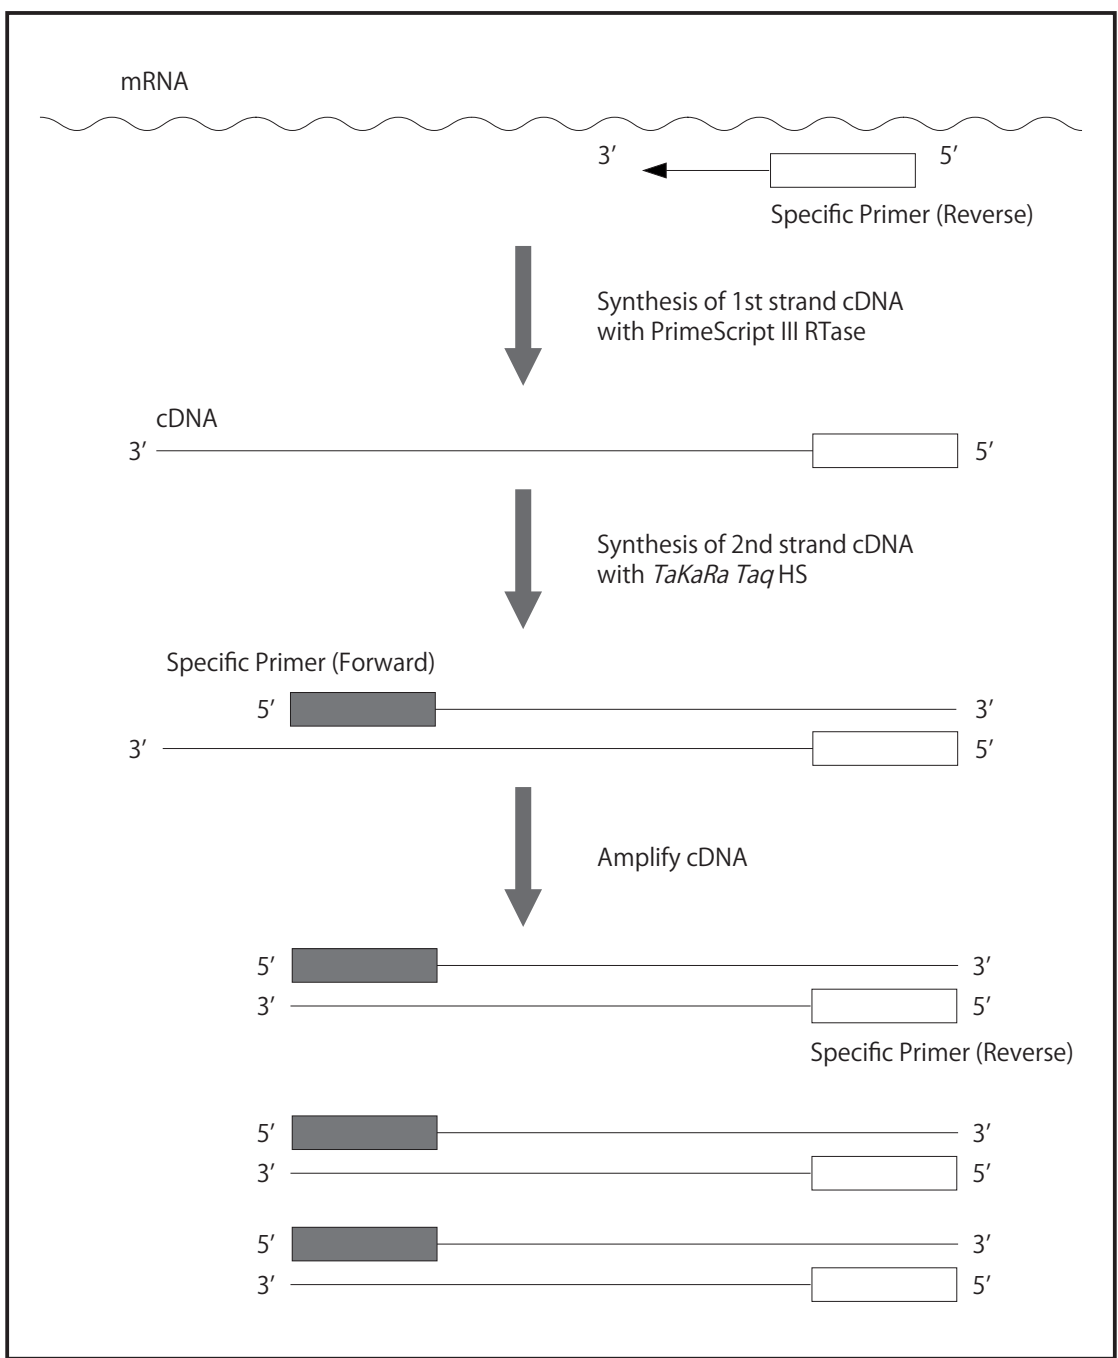 mRNA
3′ 5′
Specific Primer (Reverse)
Synthesis of 1st strand cDNA
with PrimeScript III RTase
cDNA
3′ 5′
Synthesis of 2nd strand cDNA
with TaKaRa Taq HS
Specific Primer (Forward)
5′ 3′
3′ 5′
Amplify cDNA
5′ 3′
3′ 5′
Specific Primer (Reverse)
5′ 3′
3′ 5′
5′ 3′
3′ 5′